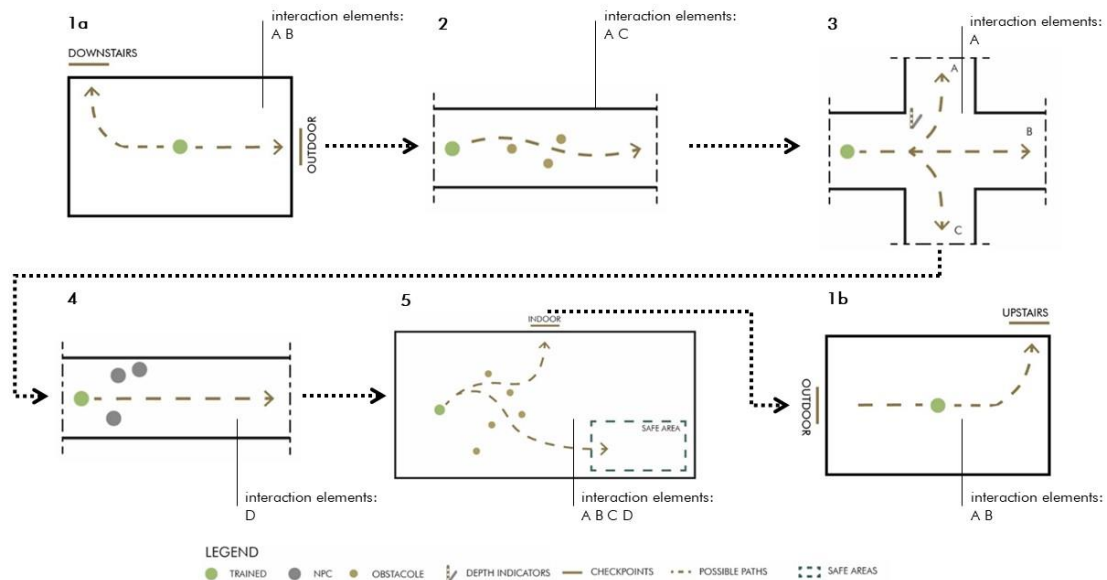 1a
interaction elements:
A B
DOWNSTAIRS
OUTDOOR
2
interaction elements:
A C
3
interaction elements:
A
A
B
C
4
interaction elements:
D
5
INDOOR
SAFE AREA
interaction elements:
A B C D
1b
UPSTAIRS
OUTDOOR
interaction elements:
A B
LEGEND
TRAINED NPC OBSTACOLE DEPTH INDICATORS CHECKPOINTS POSSIBLE PATHS SAFE AREAS